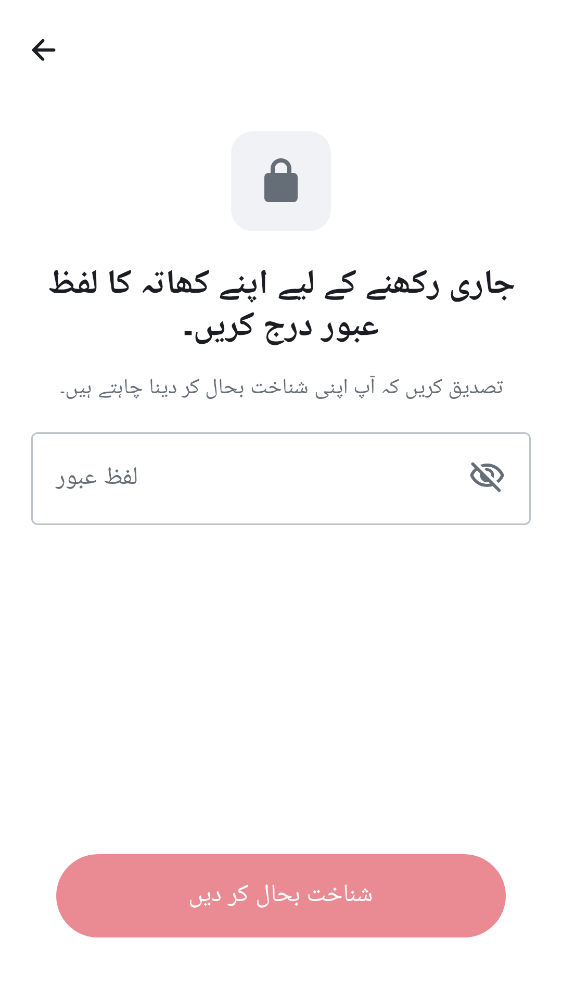 جاری رکھنے کے لیے اپنے کھاتہ کا لفظ
عبور درج کریں۔
تصدیق کریں کہ آپ اپنی شناخت بحال کر دینا چاہتے ہیں۔
لفظ عبور
شناخت بحال کر دیں